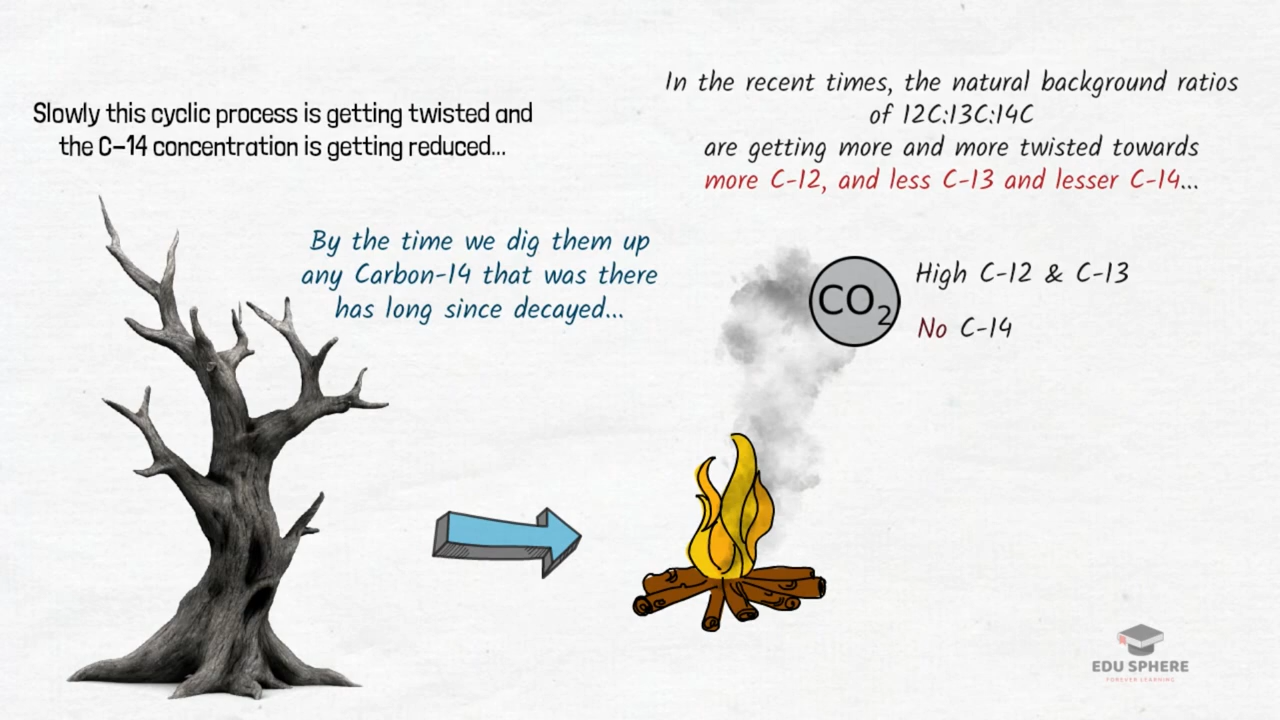 Slowly this cyclic process is getting twisted and
the C-14 concentration is getting reduced...
In the recent times, the natural background ratios
of 12C:13C:14C
are getting more and more twisted towards
more C-12, and less C-13 and lesser C-14...
By the time we dig them up
any Carbon-14 that was there
has long since decayed...
CO2
High C-12 & C-13
No C-14
EDU SPHERE
FOREVER LEARNING